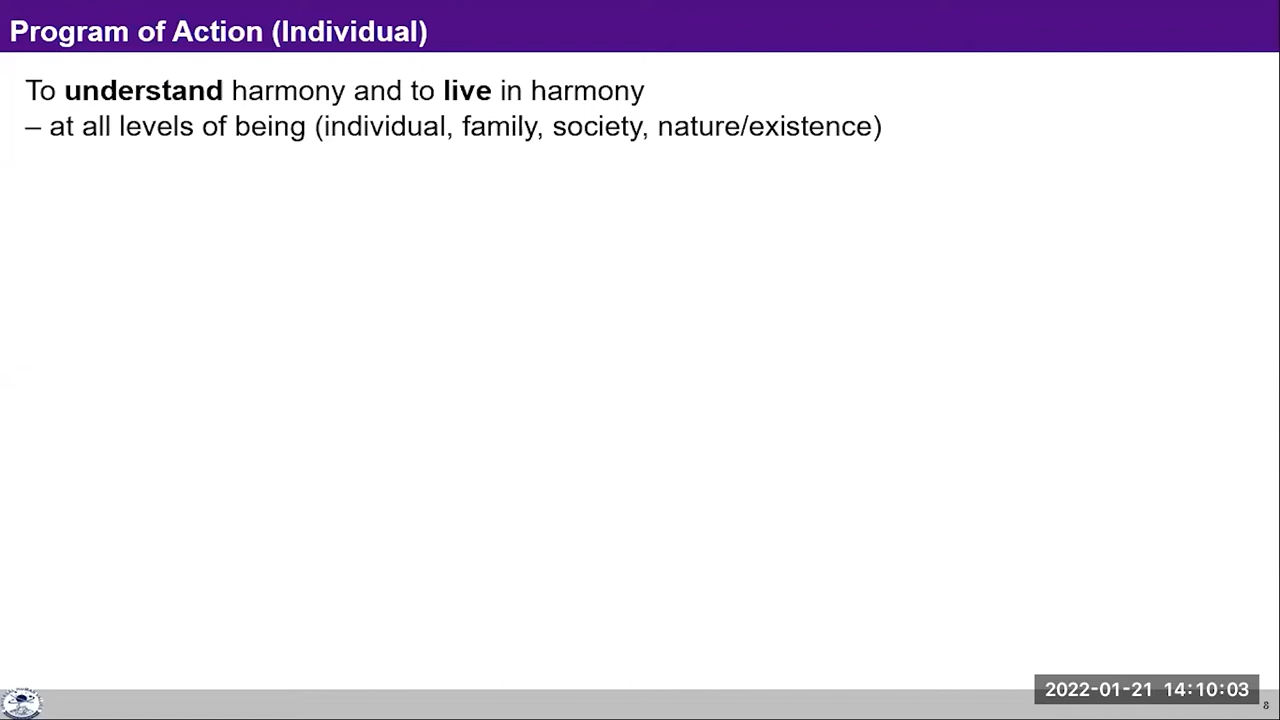 Program of Action (Individual)
To understand harmony and to live in harmony
– at all levels of being (individual, family, society, nature/existence)
2022-01-21 14:10:03
8